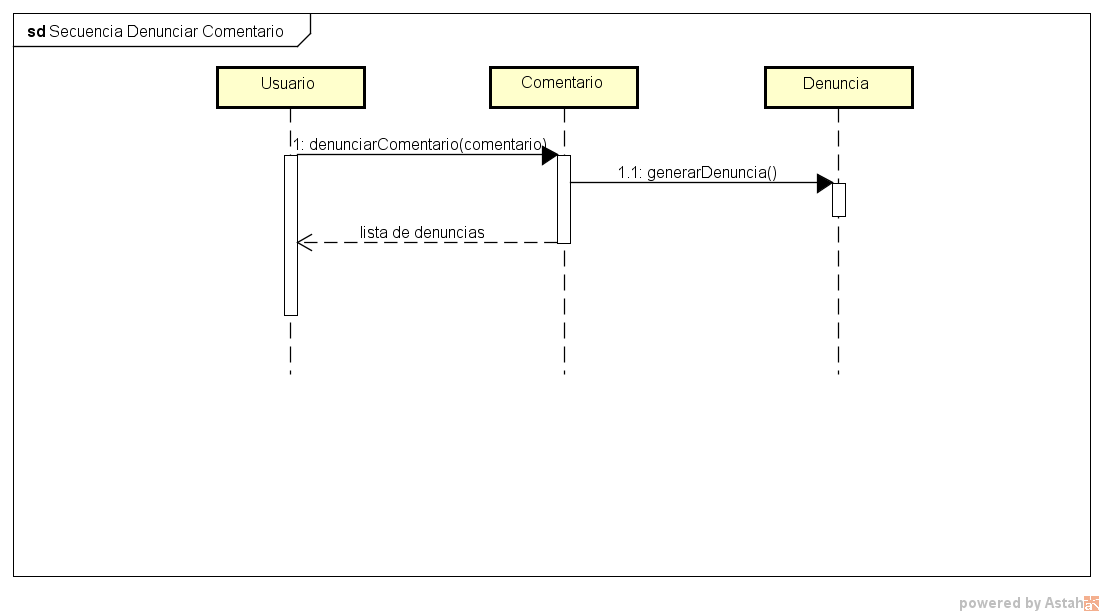 sd Secuencia Denunciar Comentario
Usuario
Comentario
Denuncia
1: denunciarComentario(comentario)
1.1: generarDenuncia()
lista de denuncias
powered by Astah